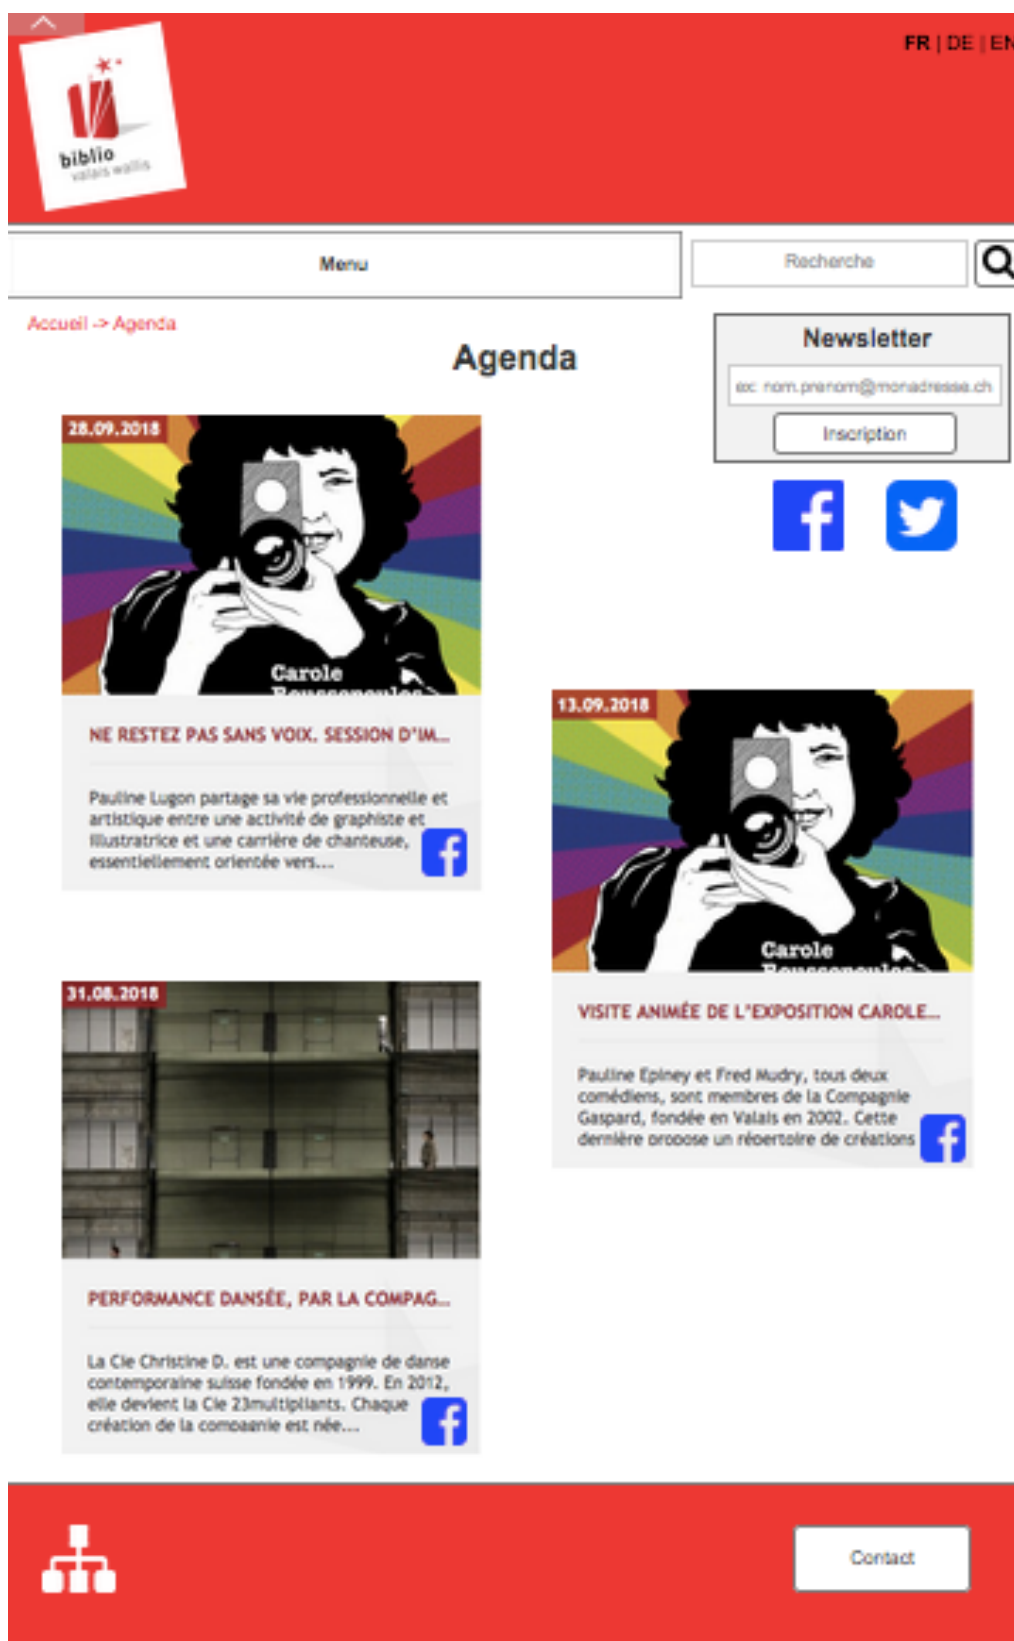 FR | DE | EN
biblio
valais wallis
Menu
Recherche
Accueil -> Agenda
Agenda
Newsletter
ex: nom.prenom@monadresse.ch
Inscription
28.09.2018
Carole
Roussopoulos
NE RESTEZ PAS SANS VOIX. SESSION D'IM...
Pauline Lugon partage sa vie professionnelle et
artistique entre une activité de graphiste et
illustratrice et une carrière de chanteuse,
essentiellement orientée vers...
13.09.2018
Carole
Roussopoulos
VISITE ANIMÉE DE L'EXPOSITION CAROLE...
Pauline Epiney et Fred Mudry, tous deux
comédiens, sont membres de la Compagnie
Gaspard, fondée en Valais en 2002. Cette
dernière propose un répertoire de créations
31.08.2018
PERFORMANCE DANSÉE, PAR LA COMPAG...
La Cie Christine D. est une compagnie de danse
contemporaine suisse fondée en 1999. En 2012,
elle devient la Cie 23multipliants. Chaque
création de la compagnie est née...
Contact